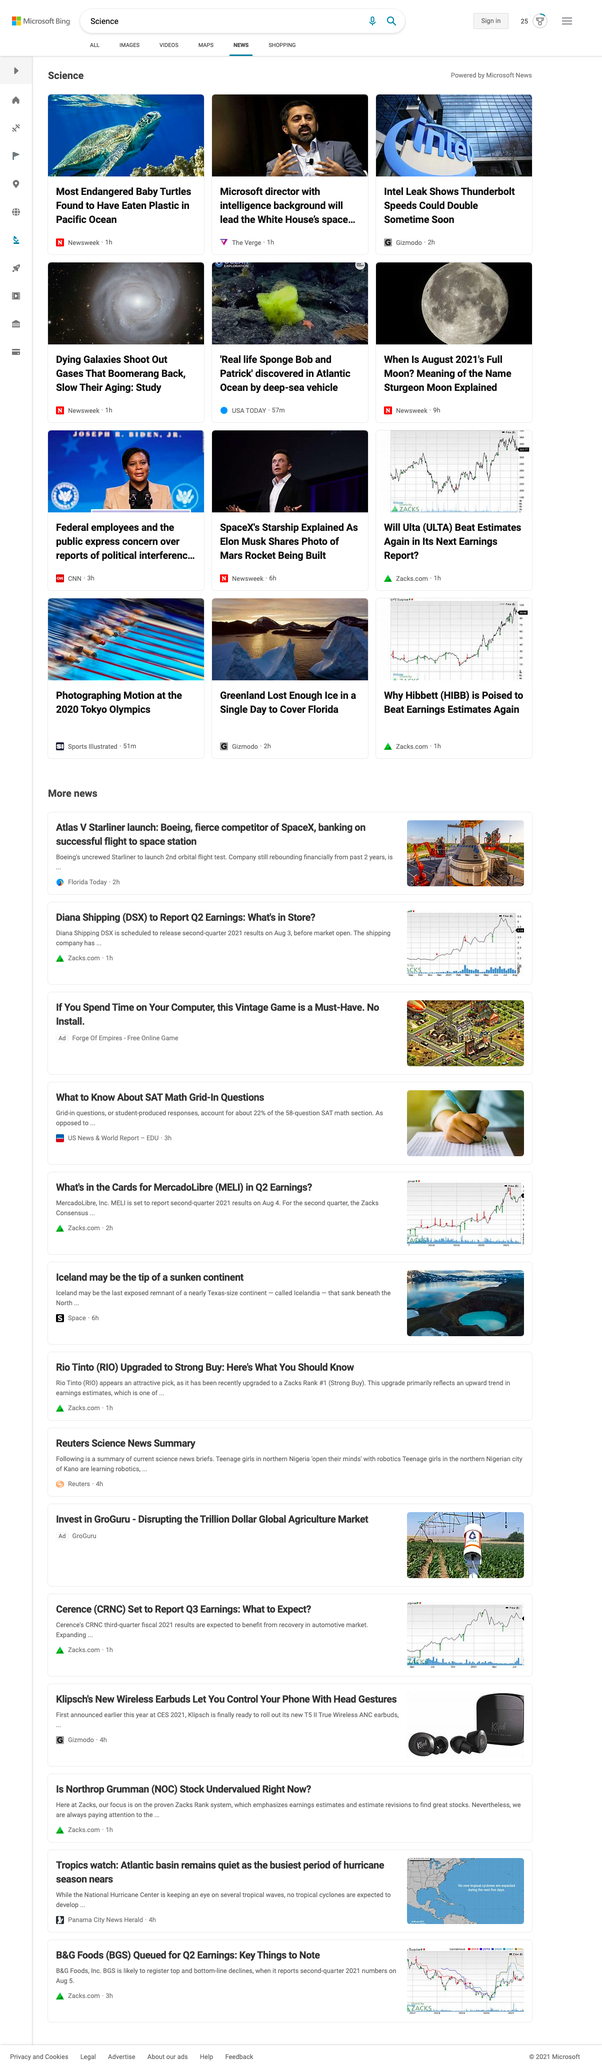 Microsoft Bing
Science
Sign in
25
ALL
IMAGES
VIDEOS
MAPS
NEWS
SHOPPING
Science
Powered by Microsoft News
Most Endangered Baby Turtles
Found to Have Eaten Plastic in
Pacific Ocean
Newsweek · 1h
Microsoft director with
intelligence background will
lead the White House's space...
The Verge · 1h
intel
Intel Leak Shows Thunderbolt
Speeds Could Double
Sometime Soon
Gizmodo · 2h
Dying Galaxies Shoot Out
Gases That Boomerang Back,
Slow Their Aging: Study
Newsweek · 1h
'Real life Sponge Bob and
Patrick' discovered in Atlantic
Ocean by deep-sea vehicle
USA TODAY · 57m
When Is August 2021's Full
Moon? Meaning of the Name
Sturgeon Moon Explained
Newsweek · 9h
JOSEPH R. BIDEN, JR.
Federal employees and the
public express concern over
reports of political interferenc...
CNN · 3h
SpaceX's Starship Explained As
Elon Musk Shares Photo of
Mars Rocket Being Built
Newsweek · 6h
ZACKS
Will Ulta (ULTA) Beat Estimates
Again in Its Next Earnings
Report?
Zacks.com · 1h
Photographing Motion at the
2020 Tokyo Olympics
Sports Illustrated · 51m
Greenland Lost Enough Ice in a
Single Day to Cover Florida
Gizmodo · 2h
ZACKS
Why Hibbett (HIBB) is Poised to
Beat Earnings Estimates Again
Zacks.com · 1h
More news
Atlas V Starliner launch: Boeing, fierce competitor of SpaceX, banking on
successful flight to space station
Boeing's uncrewed Starliner to launch 2nd orbital flight test. Company still rebounding financially from past 2 years, is
...
Florida Today · 2h
Diana Shipping (DSX) to Report Q2 Earnings: What's in Store?
Diana Shipping DSX is scheduled to release second-quarter 2021 results on Aug 3, before market open. The shipping
company has ...
Zacks.com · 1h
If You Spend Time on Your Computer, this Vintage Game is a Must-Have. No
Install.
Ad Forge Of Empires - Free Online Game
What to Know About SAT Math Grid-In Questions
Grid-in questions, or student-produced responses, account for about 22% of the 58-question SAT math section. As
opposed to ...
US News & World Report – EDU · 3h
What's in the Cards for MercadoLibre (MELI) in Q2 Earnings?
MercadoLibre, Inc. MELI is set to report second-quarter 2021 results on Aug 4. For the second quarter, the Zacks
Consensus ...
Zacks.com · 2h
Iceland may be the tip of a sunken continent
Iceland may be the last exposed remnant of a nearly Texas-size continent — called Icelandia — that sank beneath the
North ...
Space · 6h
Rio Tinto (RIO) Upgraded to Strong Buy: Here's What You Should Know
Rio Tinto (RIO) appears an attractive pick, as it has been recently upgraded to a Zacks Rank #1 (Strong Buy). This upgrade primarily reflects an upward trend in
earnings estimates, which is one of ...
Zacks.com · 1h
Reuters Science News Summary
Following is a summary of current science news briefs. Teenage girls in northern Nigeria 'open their minds' with robotics Teenage girls in the northern Nigerian city
of Kano are learning robotics, ...
Reuters · 4h
Invest in GroGuru - Disrupting the Trillion Dollar Global Agriculture Market
Ad GroGuru
Cerence (CRNC) Set to Report Q3 Earnings: What to Expect?
Cerence's CRNC third-quarter fiscal 2021 results are expected to benefit from recovery in automotive market.
Expanding ...
Zacks.com · 1h
Klipsch's New Wireless Earbuds Let You Control Your Phone With Head Gestures
First announced earlier this year at CES 2021, Klipsch is finally ready to roll out its new T5 II True Wireless ANC earbuds,
...
Gizmodo · 4h
Is Northrop Grumman (NOC) Stock Undervalued Right Now?
Here at Zacks, our focus is on the proven Zacks Rank system, which emphasizes earnings estimates and estimate revisions to find great stocks. Nevertheless, we
are always paying attention to the ...
Zacks.com · 1h
Tropics watch: Atlantic basin remains quiet as the busiest period of hurricane
season nears
While the National Hurricane Center is keeping an eye on several tropical waves, no tropical cyclones are expected to
develop ...
Panama City News Herald · 4h
B&G Foods (BGS) Queued for Q2 Earnings: Key Things to Note
B&G Foods, Inc. BGS is likely to register top and bottom-line declines, when it reports second-quarter 2021 numbers on
Aug 5.
Zacks.com · 3h
ZACKS
Privacy and Cookies
Legal
Advertise
About our ads
Help
Feedback
© 2021 Microsoft